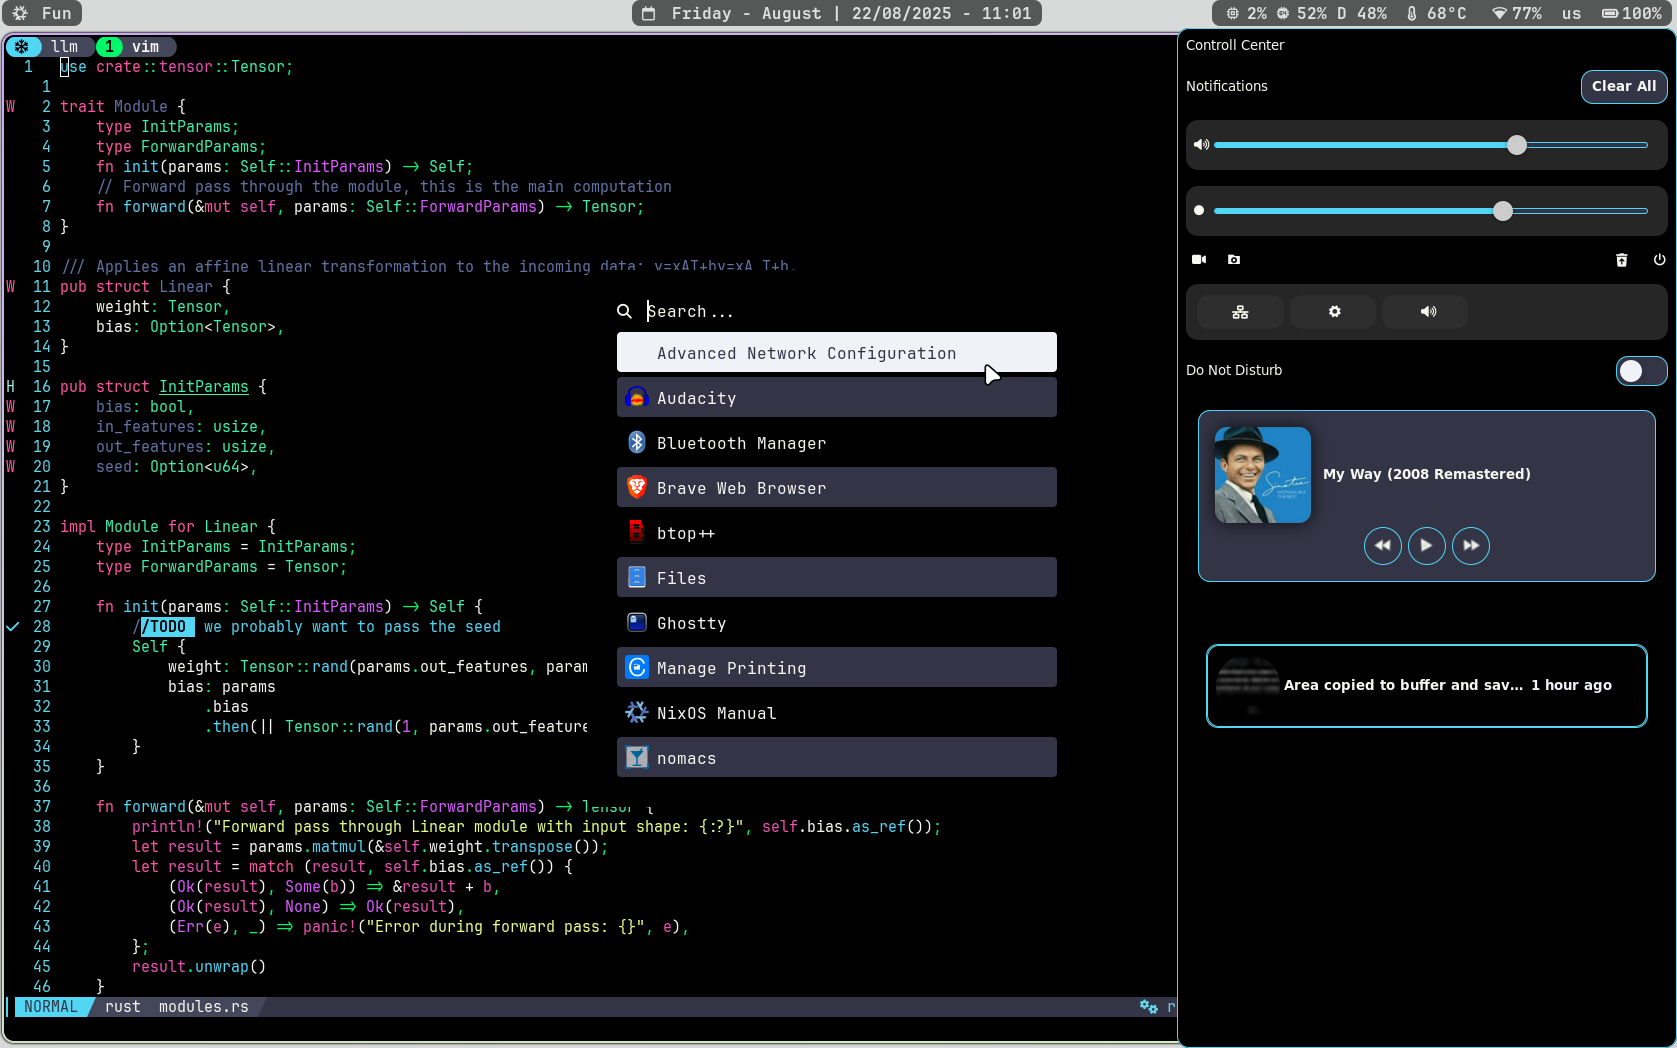 Fun
Friday - August | 22/08/2025 - 11:01
2% 52% D 48% 68°C 77% us 100%
llm 1 vim
1 use crate::tensor::Tensor;
1
W 2 trait Module {
3 type InitParams;
4 type ForwardParams;
5 fn init(params: Self::InitParams) -> Self;
6 // Forward pass through the module, this is the main computation
7 fn forward(&mut self, params: Self::ForwardParams) -> Tensor;
8 }
9
10 /// Applies an affine linear transformation to the incoming data: y=xAT+by=xA T+b.
W 11 pub struct Linear {
12 weight: Tensor,
13 bias: Option<Tensor>,
14 }
15
H 16 pub struct InitParams {
W 17 bias: bool,
W 18 in_features: usize,
W 19 out_features: usize,
W 20 seed: Option<u64>,
21 }
22
23 impl Module for Linear {
24 type InitParams = InitParams;
25 type ForwardParams = Tensor;
26
27 fn init(params: Self::InitParams) -> Self {
28 //TODO we probably want to pass the seed
29 Self {
30 weight: Tensor::rand(params.out_features, param
31 bias: params
32 .bias
33 .then(|| Tensor::rand(1, params.out_feature
34 }
35 }
36
37 fn forward(&mut self, params: Self::ForwardParams) -> Tensor {
38 println!("Forward pass through Linear module with input shape: {:?}", self.bias.as_ref());
39 let result = params.matmul(&self.weight.transpose());
40 let result = match (result, self.bias.as_ref()) {
41 (Ok(result), Some(b)) => &result + b,
42 (Ok(result), None) => Ok(result),
43 (Err(e), _) => panic!("Error during forward pass: {}", e),
44 };
45 result.unwrap()
46 }
NORMAL rust modules.rs r
Search...
Advanced Network Configuration
Audacity
Bluetooth Manager
Brave Web Browser
btop++
Files
Ghostty
Manage Printing
NixOS Manual
nomacs
Controll Center
Notifications Clear All
Do Not Disturb
Sinatra
NOTHING BUT THE BEST
My Way (2008 Remastered)
Area copied to buffer and sav... 1 hour ago